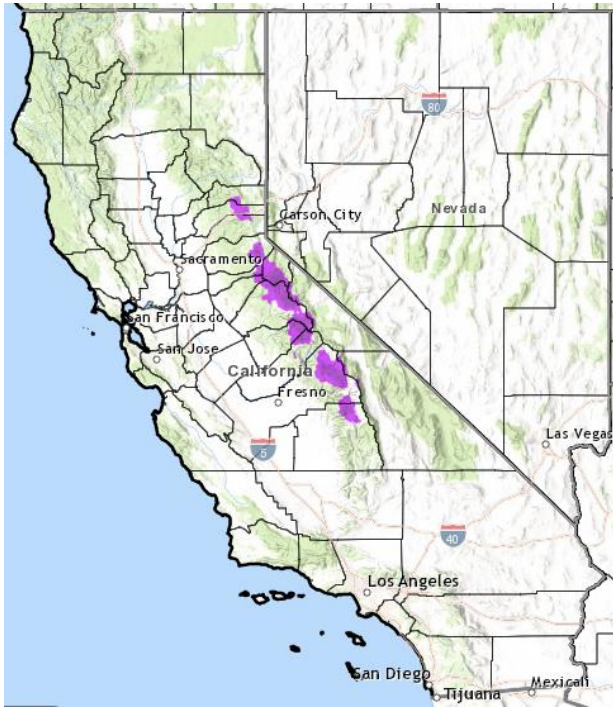 80
Carson City
Nevada
Sacramento
San Francisco
San Jose
California
Fresno
Las Vegas
5
40
Los Angeles
San Diego
Tijuana
Mexicali